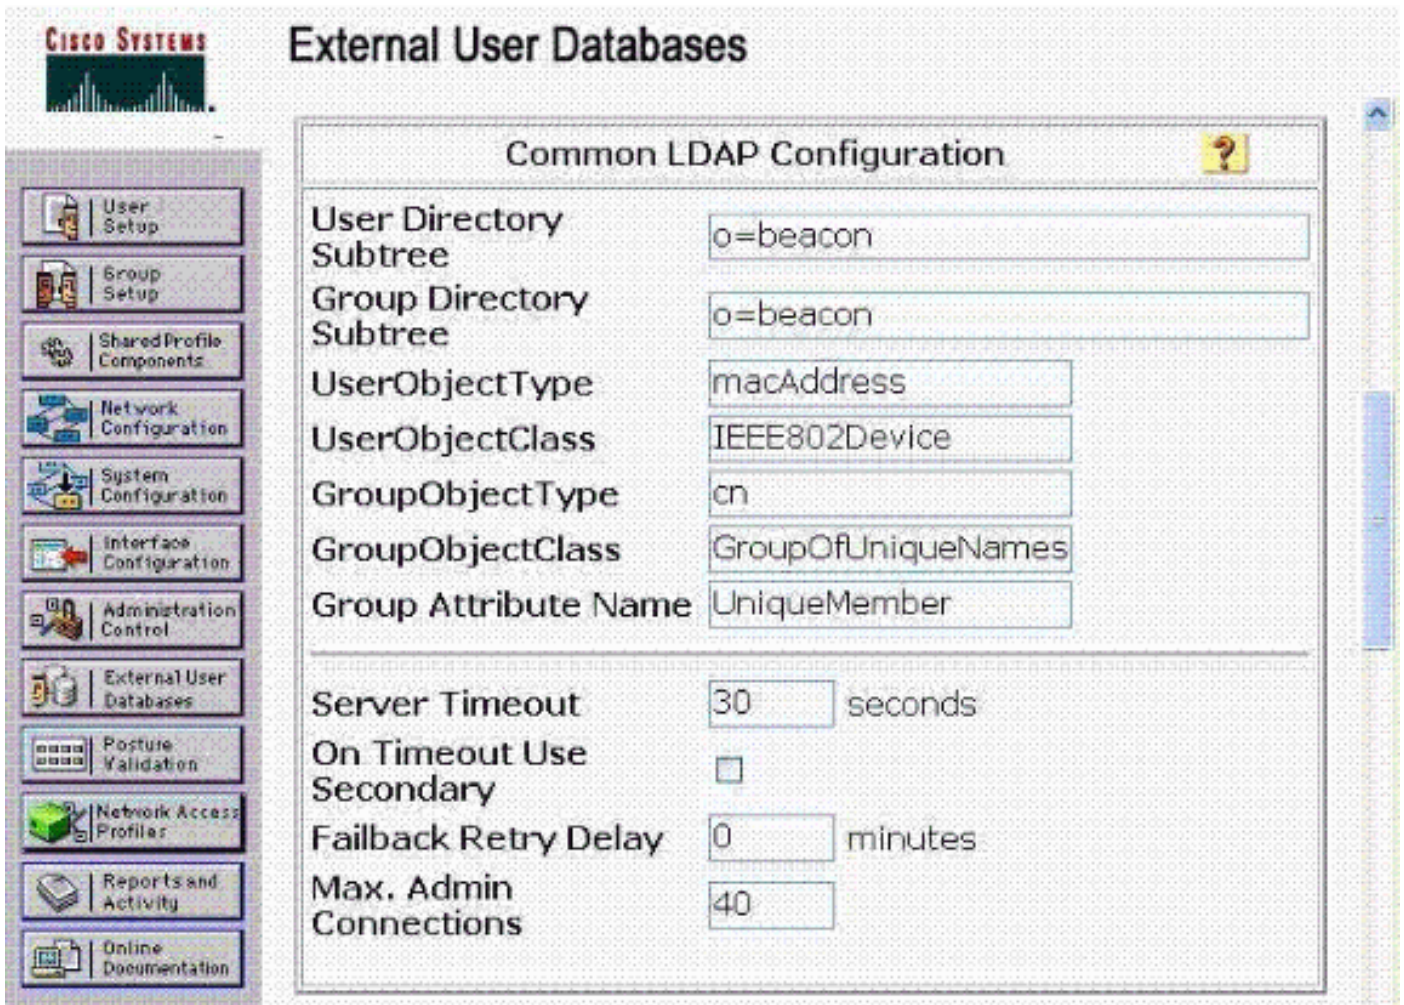 CISCO SYSTEMS
External User Databases
User
Setup
Group
Setup
Shared Profile
Components
Network
Configuration
System
Configuration
Interface
Configuration
Administration
Control
External User
Databases
Posture
Validation
Network Access
Profiles
Reports and
Activity
Online
Documentation
Common LDAP Configuration
?
User Directory
Subtree
o=beacon
Group Directory
Subtree
o=beacon
UserObjectType macAddress
UserObjectClass IEEE802Device
GroupObjectType cn
GroupObjectClass GroupOfUniqueNames
Group Attribute Name UniqueMember
Server Timeout 30 seconds
On Timeout Use
Secondary
Failback Retry Delay 0 minutes
Max. Admin
Connections
40